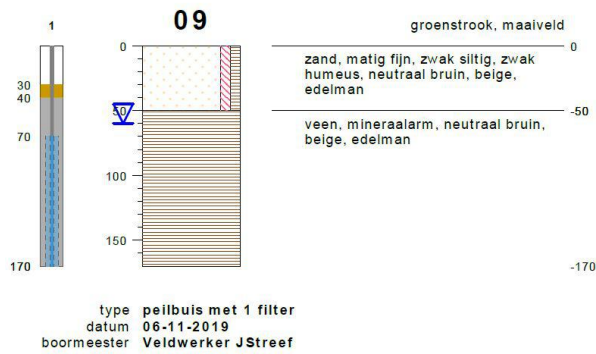 1
09
groenstrook, maaiveld
0
0
zand, matig fijn, zwak siltig, zwak
humeus, neutraal bruin, beige,
edelman
30
40
50
-50
veen, mineraalarm, neutraal bruin,
beige, edelman
70
100
150
170
-170
type peilbuis met 1 filter
datum 06-11-2019
boormeester Veldwerker JStreef